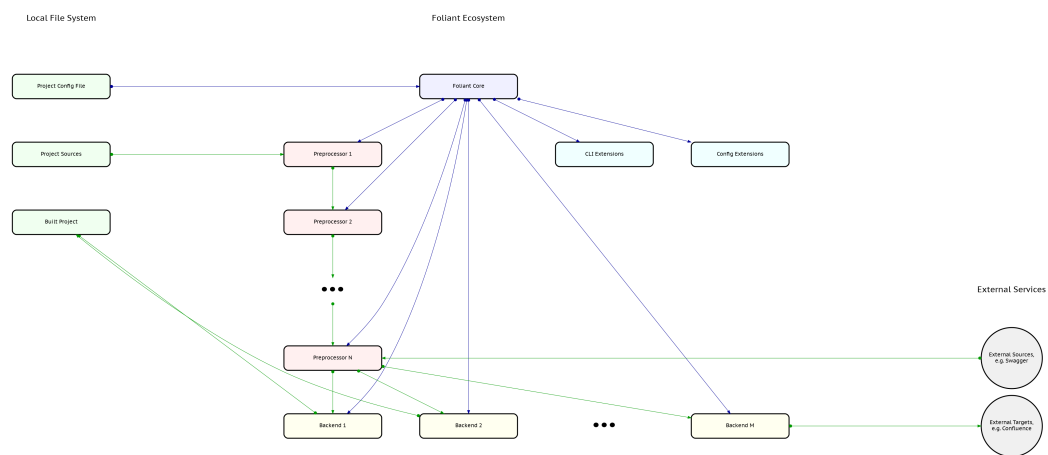 Local File System
Foliant Ecosystem
Project Config File
Foliant Core
Project Sources
Preprocessor 1
CLI Extensions
Config Extensions
Built Project
Preprocessor 2
External Services
Preprocessor N
External Sources,
e.g. Swagger
Backend 1
Backend 2
Backend M
External Targets,
e.g. Confluence